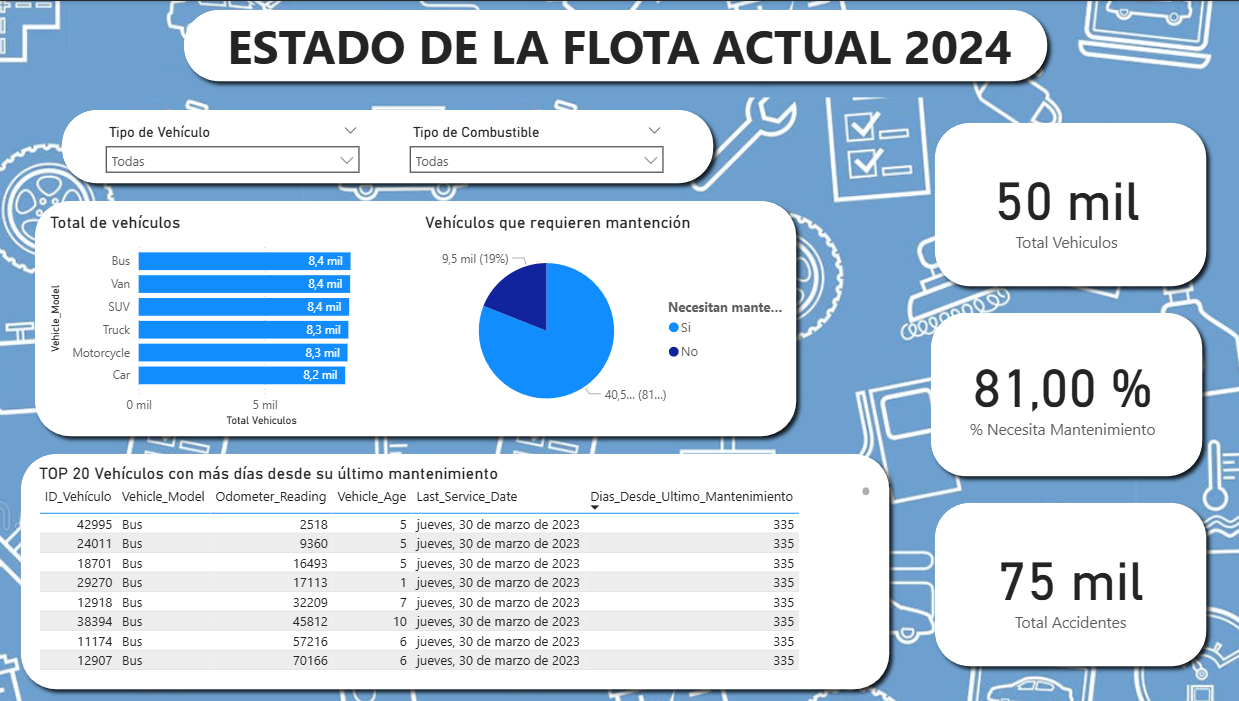 ESTADO DE LA FLOTA ACTUAL 2024
Tipo de Vehículo
Todas
Tipo de Combustible
Todas
50 mil
Total Vehiculos
Total de vehículos
Vehicle_Model
Bus 8,4 mil
Van 8,4 mil
SUV 8,4 mil
Truck 8,3 mil
Motorcycle 8,3 mil
Car 8,2 mil
0 mil 5 mil
Total Vehiculos
Vehículos que requieren mantención
9,5 mil (19%)
40,5... (81...)
Necesitan mante...
Si
No
81,00 %
% Necesita Mantenimiento
TOP 20 Vehículos con más días desde su último mantenimiento
ID_Vehículo Vehicle_Model Odometer_Reading Vehicle_Age Last_Service_Date Dias_Desde_Ultimo_Mantenimiento
42995 Bus 2518 5 jueves, 30 de marzo de 2023 335
24011 Bus 9360 5 jueves, 30 de marzo de 2023 335
18701 Bus 16493 5 jueves, 30 de marzo de 2023 335
29270 Bus 17113 1 jueves, 30 de marzo de 2023 335
12918 Bus 32209 7 jueves, 30 de marzo de 2023 335
38394 Bus 45812 10 jueves, 30 de marzo de 2023 335
11174 Bus 57216 6 jueves, 30 de marzo de 2023 335
12907 Bus 70166 6 jueves, 30 de marzo de 2023 335
75 mil
Total Accidentes